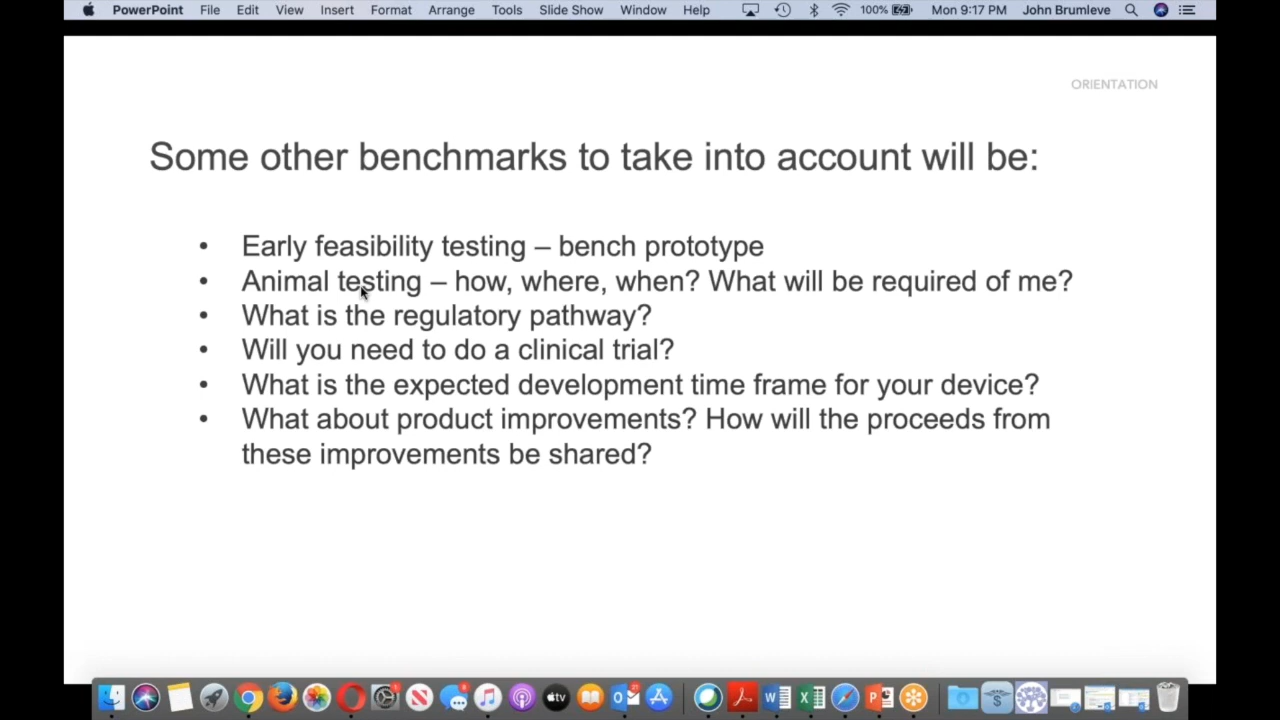 PowerPoint File Edit View Insert Format Arrange Tools Slide Show Window Help 100% Mon 9:17 PM John Brumleve
ORIENTATION
Some other benchmarks to take into account will be:
• Early feasibility testing – bench prototype
• Animal testing – how, where, when? What will be required of me?
• What is the regulatory pathway?
• Will you need to do a clinical trial?
• What is the expected development time frame for your device?
• What about product improvements? How will the proceeds from
these improvements be shared?
tv